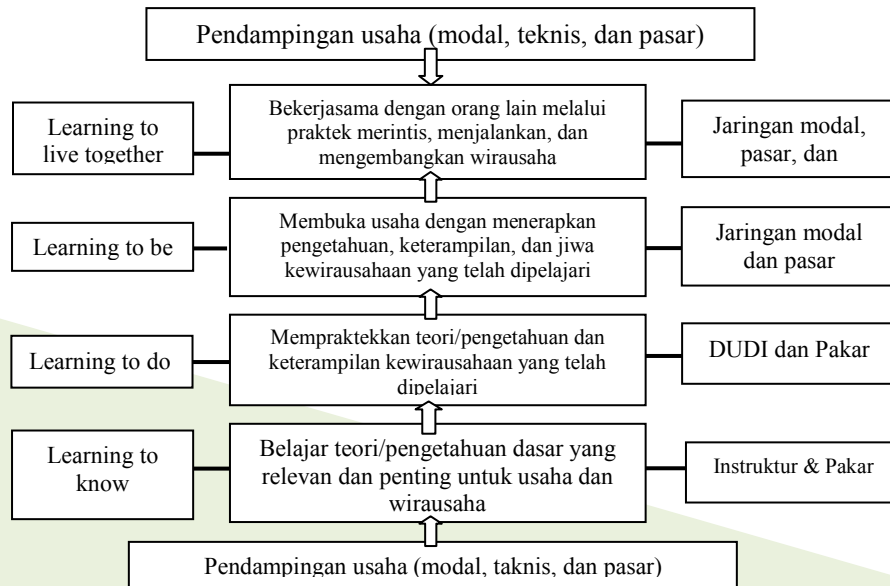 Pendampingan usaha (modal, teknis, dan pasar)
Learning to
live together
Bekerjasama dengan orang lain melalui
praktek merintis, menjalankan, dan
mengembangkan wirausaha
Jaringan modal,
pasar, dan
Learning to be
Membuka usaha dengan menerapkan
pengetahuan, keterampilan, dan jiwa
kewirausahaan yang telah dipelajari
Jaringan modal
dan pasar
Learning to do
Mempraktekkan teori/pengetahuan dan
keterampilan kewirausahaan yang telah
dipelajari
DUDI dan Pakar
Learning to
know
Belajar teori/pengetahuan dasar yang
relevan dan penting untuk usaha dan
wirausaha
Instruktur & Pakar
Pendampingan usaha (modal, taknis, dan pasar)